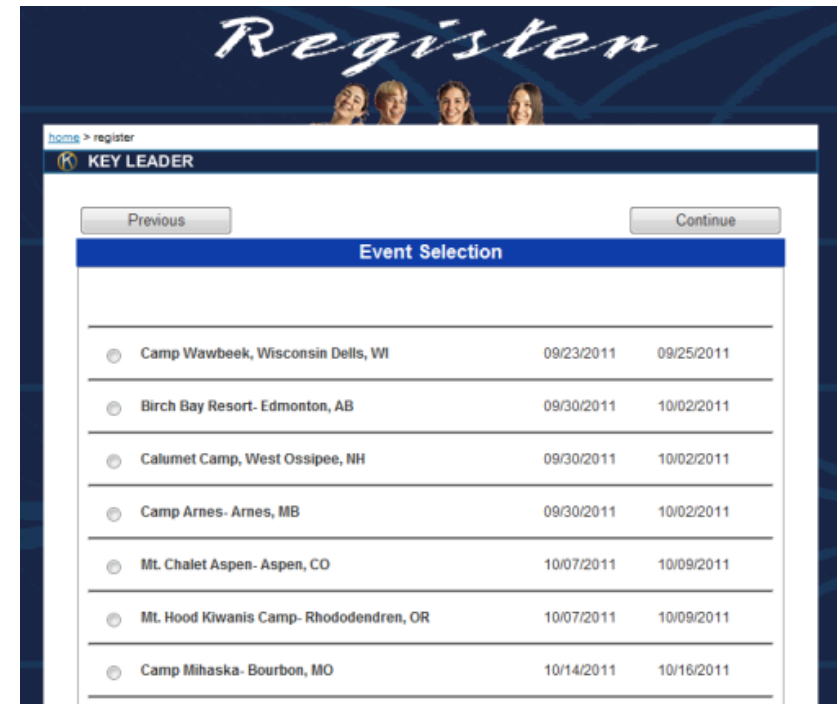 Register
home > register
K KEY LEADER
Previous Continue
Event Selection
Camp Wawbeek, Wisconsin Dells, WI 09/23/2011 09/25/2011
Birch Bay Resort- Edmonton, AB 09/30/2011 10/02/2011
Calumet Camp, West Ossipee, NH 09/30/2011 10/02/2011
Camp Arnes- Arnes, MB 09/30/2011 10/02/2011
Mt. Chalet Aspen- Aspen, CO 10/07/2011 10/09/2011
Mt. Hood Kiwanis Camp- Rhododendren, OR 10/07/2011 10/09/2011
Camp Mihaska- Bourbon, MO 10/14/2011 10/16/2011